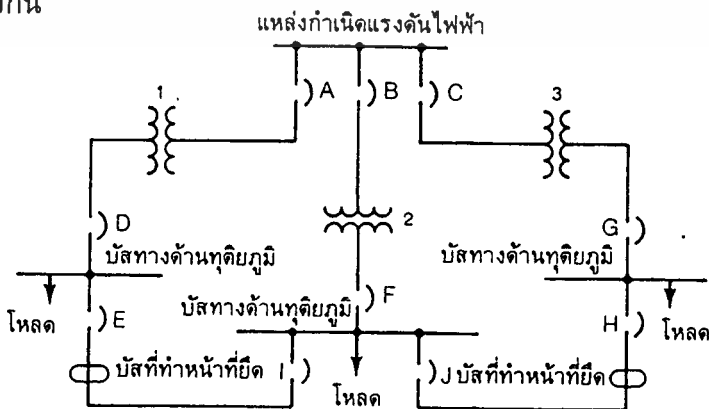 แหล่งกำเนิดแรงดันไฟฟ้า
A
B
C
1
3
2
D
G
บัสทางด้านทุติยภูมิ
บัสทางด้านทุติยภูมิ
F
บัสทางด้านทุติยภูมิ
โหลด
E
H
โหลด
บัสที่ทำหน้าที่ยึด
I
J บัสที่ทำหน้าที่ยึด
โหลด